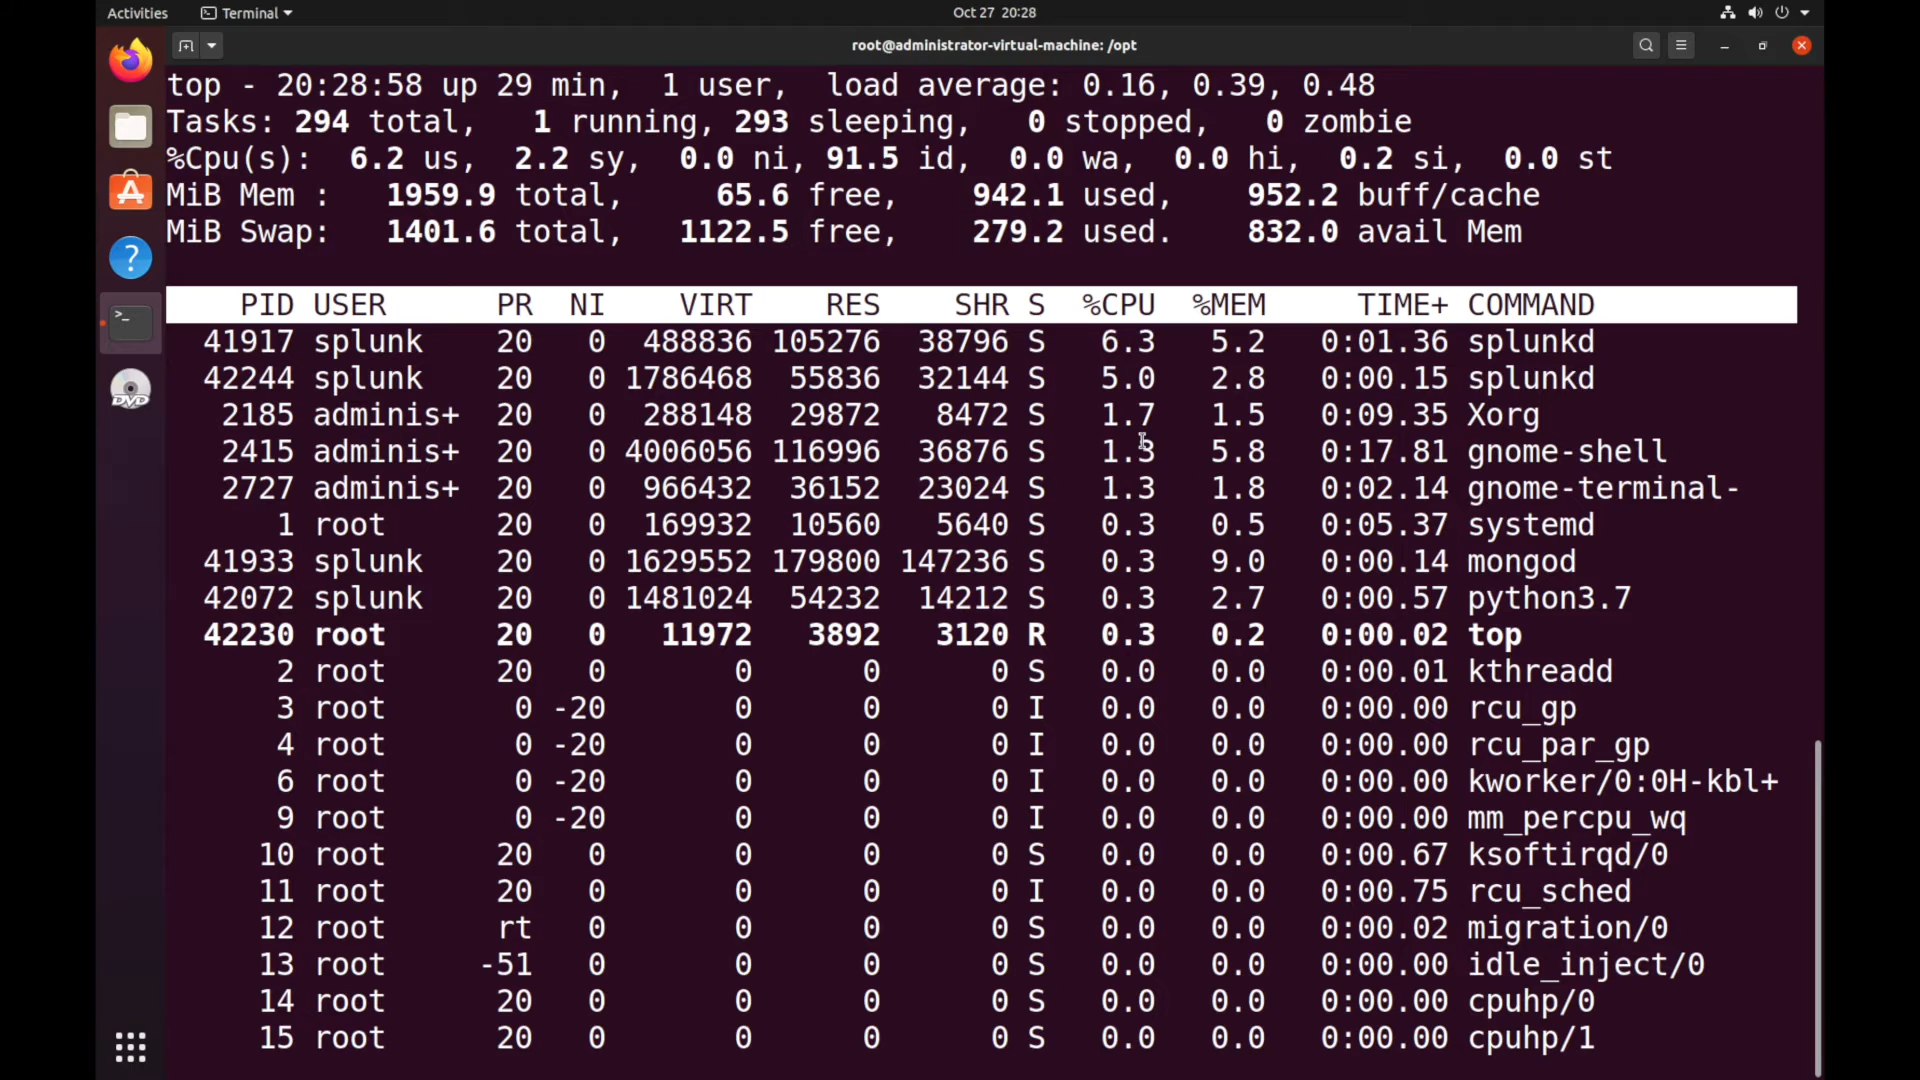 Activities Terminal Oct 27 20:28
root@administrator-virtual-machine: /opt
top - 20:28:58 up 29 min,  1 user,  load average: 0.16, 0.39, 0.48
Tasks: 294 total,   1 running, 293 sleeping,   0 stopped,   0 zombie
%Cpu(s):  6.2 us,  2.2 sy,  0.0 ni, 91.5 id,  0.0 wa,  0.0 hi,  0.2 si,  0.0 st
MiB Mem :   1959.9 total,     65.6 free,    942.1 used,    952.2 buff/cache
MiB Swap:   1401.6 total,   1122.5 free,    279.2 used.    832.0 avail Mem
PID USER PR NI VIRT RES SHR S %CPU %MEM TIME+ COMMAND
41917 splunk 20 0 488836 105276 38796 S 6.3 5.2 0:01.36 splunkd
42244 splunk 20 0 1786468 55836 32144 S 5.0 2.8 0:00.15 splunkd
2185 adminis+ 20 0 288148 29872 8472 S 1.7 1.5 0:09.35 Xorg
2415 adminis+ 20 0 4006056 116996 36876 S 1.3 5.8 0:17.81 gnome-shell
2727 adminis+ 20 0 966432 36152 23024 S 1.3 1.8 0:02.14 gnome-terminal-
1 root 20 0 169932 10560 5640 S 0.3 0.5 0:05.37 systemd
41933 splunk 20 0 1629552 179800 147236 S 0.3 9.0 0:00.14 mongod
42072 splunk 20 0 1481024 54232 14212 S 0.3 2.7 0:00.57 python3.7
42230 root 20 0 11972 3892 3120 R 0.3 0.2 0:00.02 top
2 root 20 0 0 0 0 S 0.0 0.0 0:00.01 kthreadd
3 root 0 -20 0 0 0 I 0.0 0.0 0:00.00 rcu_gp
4 root 0 -20 0 0 0 I 0.0 0.0 0:00.00 rcu_par_gp
6 root 0 -20 0 0 0 I 0.0 0.0 0:00.00 kworker/0:0H-kbl+
9 root 0 -20 0 0 0 I 0.0 0.0 0:00.00 mm_percpu_wq
10 root 20 0 0 0 0 S 0.0 0.0 0:00.67 ksoftirqd/0
11 root 20 0 0 0 0 I 0.0 0.0 0:00.75 rcu_sched
12 root rt 0 0 0 0 S 0.0 0.0 0:00.02 migration/0
13 root -51 0 0 0 0 S 0.0 0.0 0:00.00 idle_inject/0
14 root 20 0 0 0 0 S 0.0 0.0 0:00.00 cpuhp/0
15 root 20 0 0 0 0 S 0.0 0.0 0:00.00 cpuhp/1
DVD